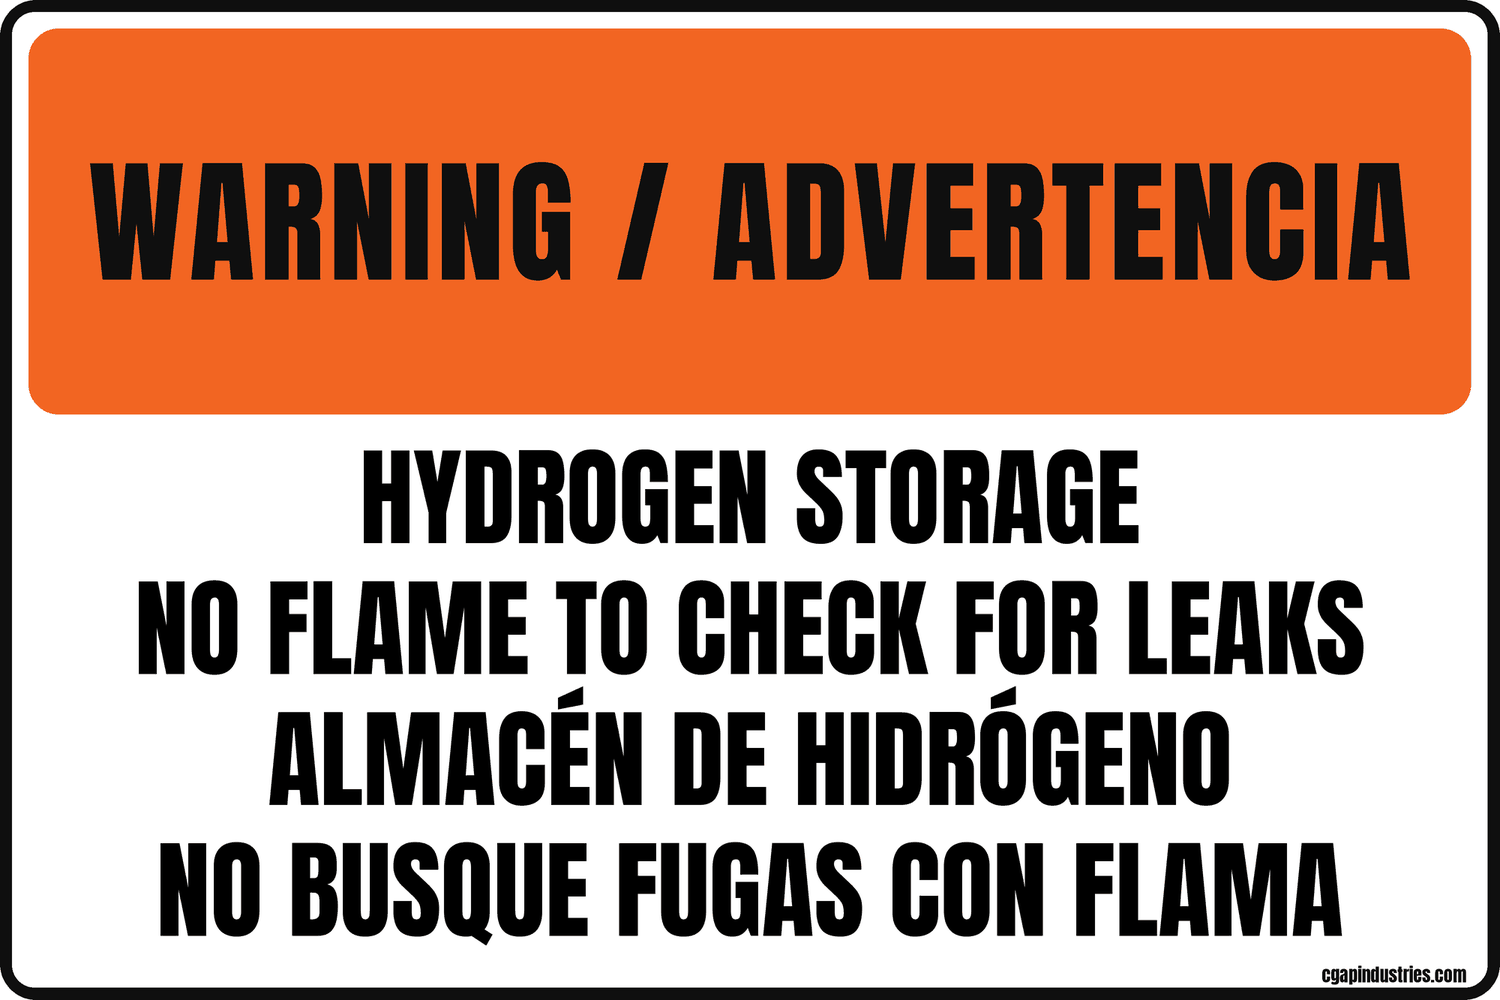 WARNING / ADVERTENCIA
HYDROGEN STORAGE
NO FLAME TO CHECK FOR LEAKS
ALMACÉN DE HIDRÓGENO
NO BUSQUE FUGAS CON FLAMA
cgapindustries.com